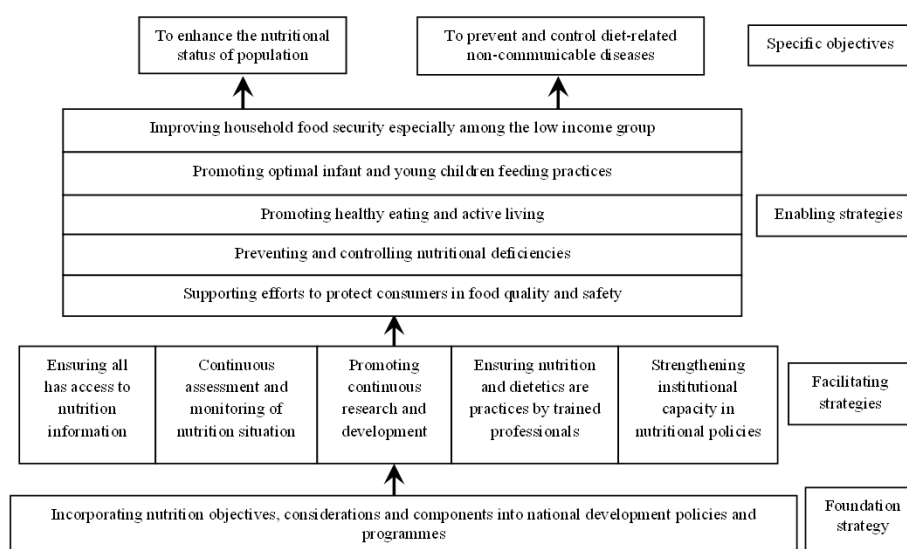 To enhance the nutritional
status of population
To prevent and control diet-related
non-communicable diseases
Specific objectives
Improving household food security especially among the low income group
Promoting optimal infant and young children feeding practices
Promoting healthy eating and active living
Preventing and controlling nutritional deficiencies
Supporting efforts to protect consumers in food quality and safety
Enabling strategies
Ensuring all
has access to
nutrition
information
Continuous
assessment and
monitoring of
nutrition situation
Promoting
continuous
research and
development
Ensuring nutrition
and dietetics are
practices by trained
professionals
Strengthening
institutional
capacity in
nutritional policies
Facilitating
strategies
Incorporating nutrition objectives, considerations and components into national development policies and
programmes
Foundation
strategy